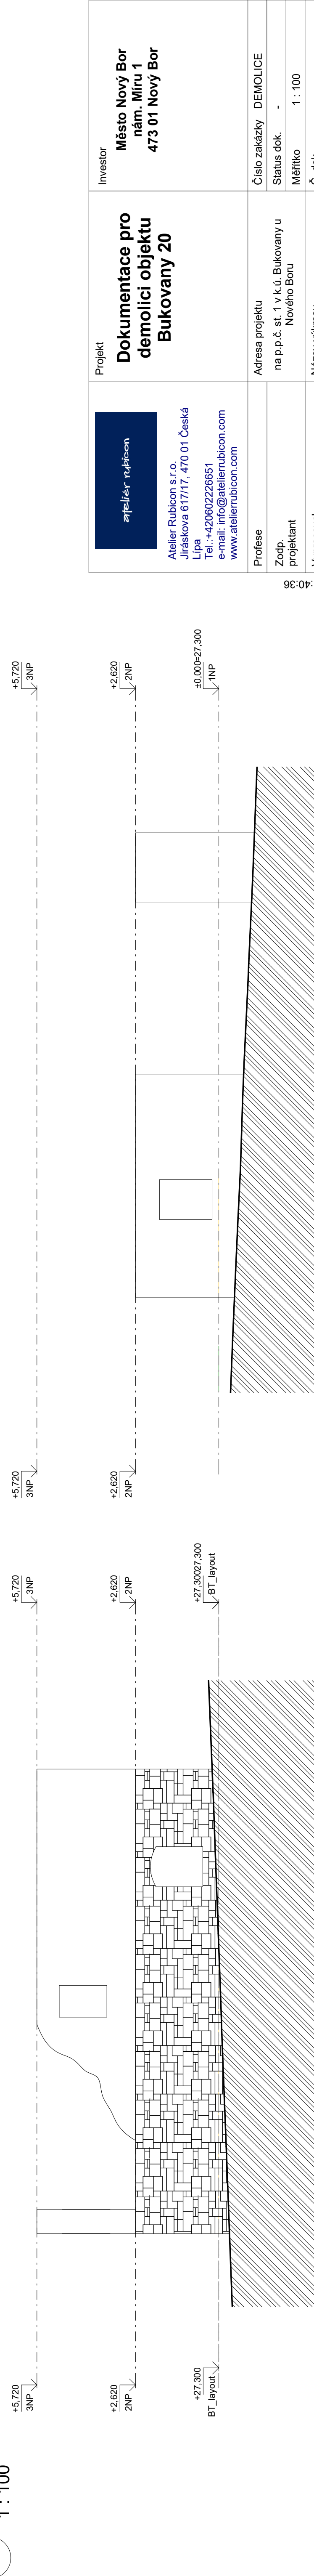 Projekt
Dokumentace pro
demolici objektu
Bukovany 20
Investor
Město Nový Bor
nám. Míru 1
473 01 Nový Bor
atelier rubicon
Atelier Rubicon s.r.o.
Jiráskova 617/17, 470 01 Česká
Lípa
Tel.:+420602226651
e-mail: info@atelierrubicon.com
www.atelierrubicon.com
Profese
Zodp.
projektant
Adresa projektu
na p.p.č. st. 1 v k.ú. Bukovany u
Nového Boru
Číslo zakázky DEMOLICE
Status dok. -
Měřítko 1 : 100
:40:36
+5,720
3NP
+2,620
2NP
±0,000=27,300
1NP
+5,720
3NP
+2,620
2NP
+5,720
3NP
+2,620
2NP
+27,30027,300
BT_layout
+5,720
3NP
+2,620
2NP
+27,300
BT_layout
1 : 100